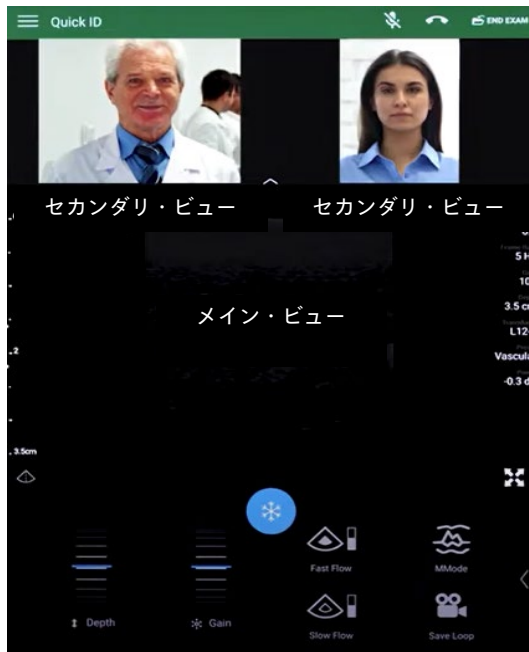 Quick ID
END EXAM
セカンダリ・ビュー
セカンダリ・ビュー
5 H
10
3.5 c
メイン・ビュー
L12-
.2
Vascula
-0.3 d
3.5cm
Fast Flow
MMode
Depth
Gain
Slow Flow
Save Loop